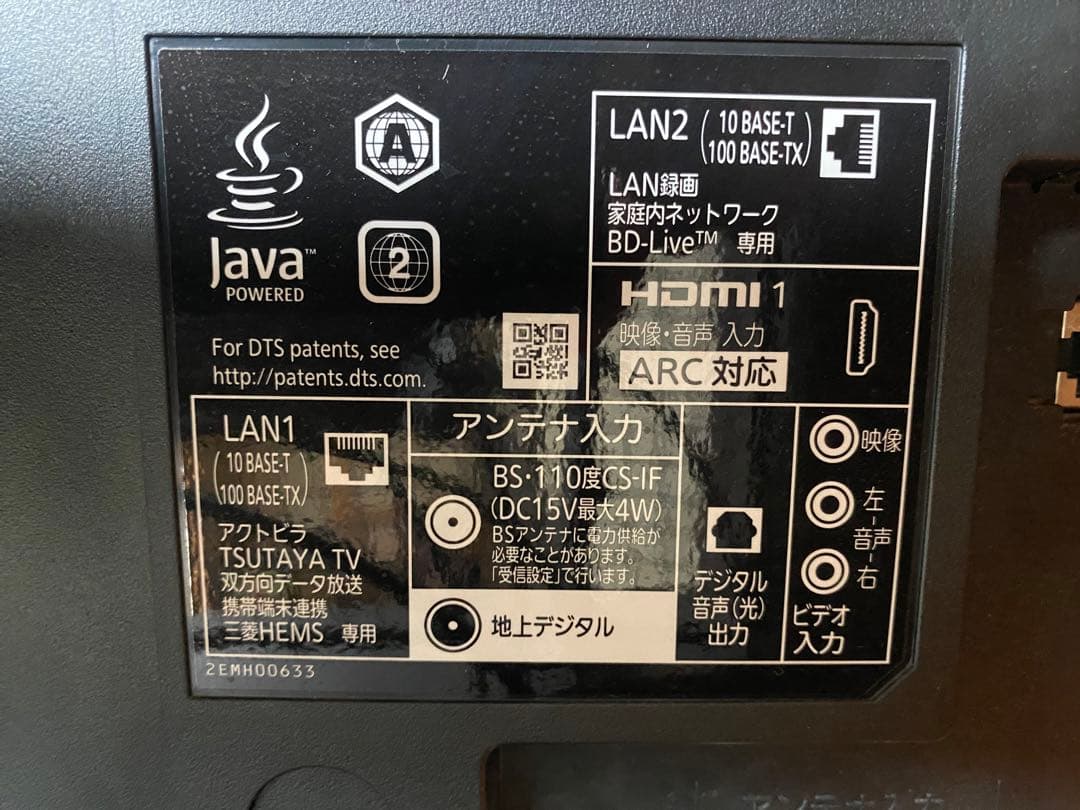 Java™
POWERED
A
2
For DTS patents, see
http://patents.dts.com.
LAN2 (10 BASE-T
100 BASE-TX)
LAN録画
家庭内ネットワーク
BD-Live™ 専用
HDMI 1
映像・音声 入力
ARC 対応
LAN1
(10 BASE-T
100 BASE-TX)
アクトビラ
TSUTAYA TV
双方向データ放送
携帯端末連携
三菱HEMS 専用
アンテナ入力
BS・110度CS-IF
(DC15V最大4W)
BSアンテナに電力供給が
必要なことがあります。
「受信設定」で行います。
地上デジタル
デジタル
音声(光)
出力
映像
左-音声-右
ビデオ
入力
2EMH00633
アンテナ入力